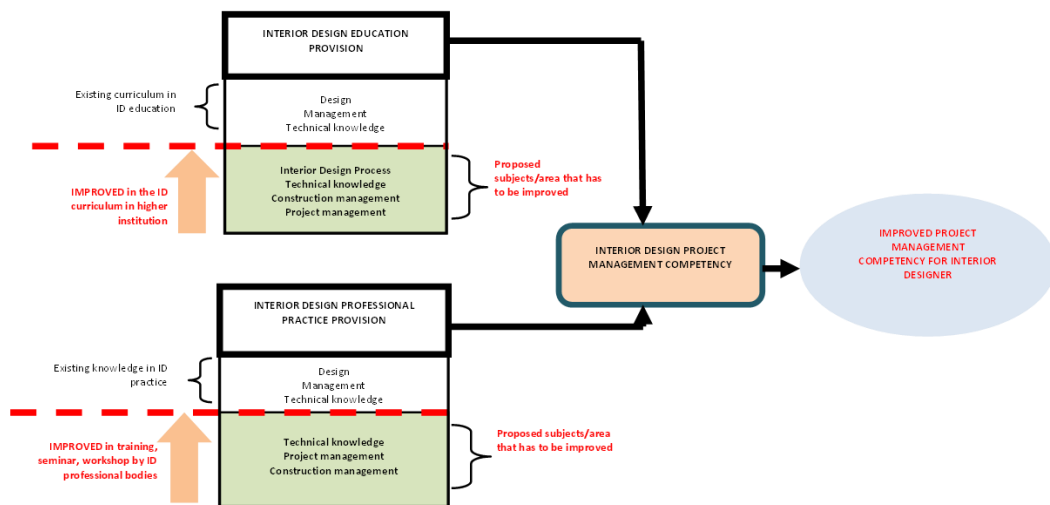 INTERIOR DESIGN EDUCATION
PROVISION
Existing curriculum in
ID education
Design
Management
Technical knowledge
IMPROVED in the ID
curriculum in higher
institution
Interior Design Process
Technical knowledge
Construction management
Project management
Proposed
subjects/area that has
to be improved
INTERIOR DESIGN PROJECT
MANAGEMENT COMPETENCY
IMPROVED PROJECT
MANAGEMENT
COMPETENCY FOR INTERIOR
DESIGNER
INTERIOR DESIGN PROFESSIONAL
PRACTICE PROVISION
Existing knowledge in ID
practice
Design
Management
Technical knowledge
IMPROVED in training,
seminar, workshop by ID
professional bodies
Technical knowledge
Project management
Construction management
Proposed subjects/area
that has to be improved